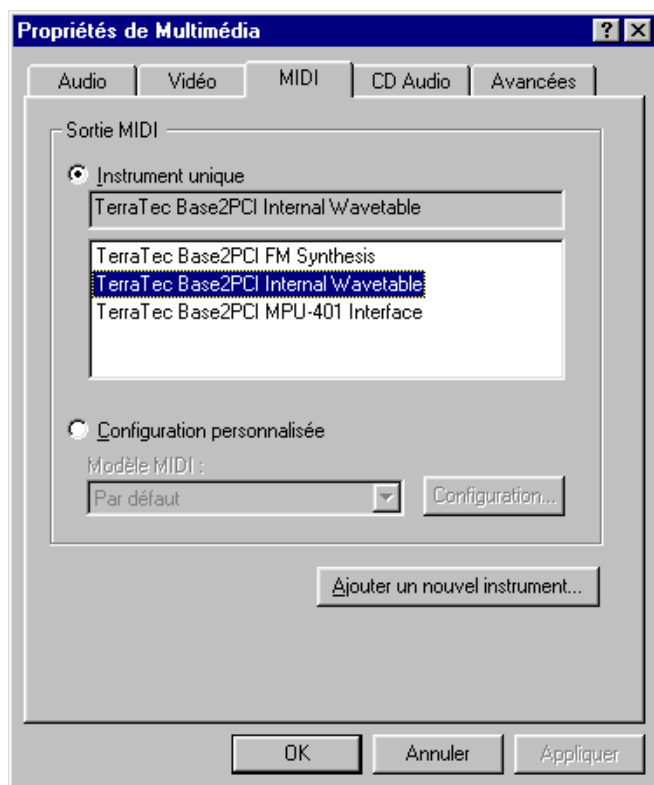 Propriétés de Multimédia
Audio Vidéo MIDI CD Audio Avancées
Sortie MIDI
Instrument unique
TerraTec Base2PCI Internal Wavetable
TerraTec Base2PCI FM Synthesis
TerraTec Base2PCI Internal Wavetable
TerraTec Base2PCI MPU-401 Interface
Configuration personnalisée
Modèle MIDI :
Par défaut Configuration...
Ajouter un nouvel instrument...
OK Annuler Appliquer